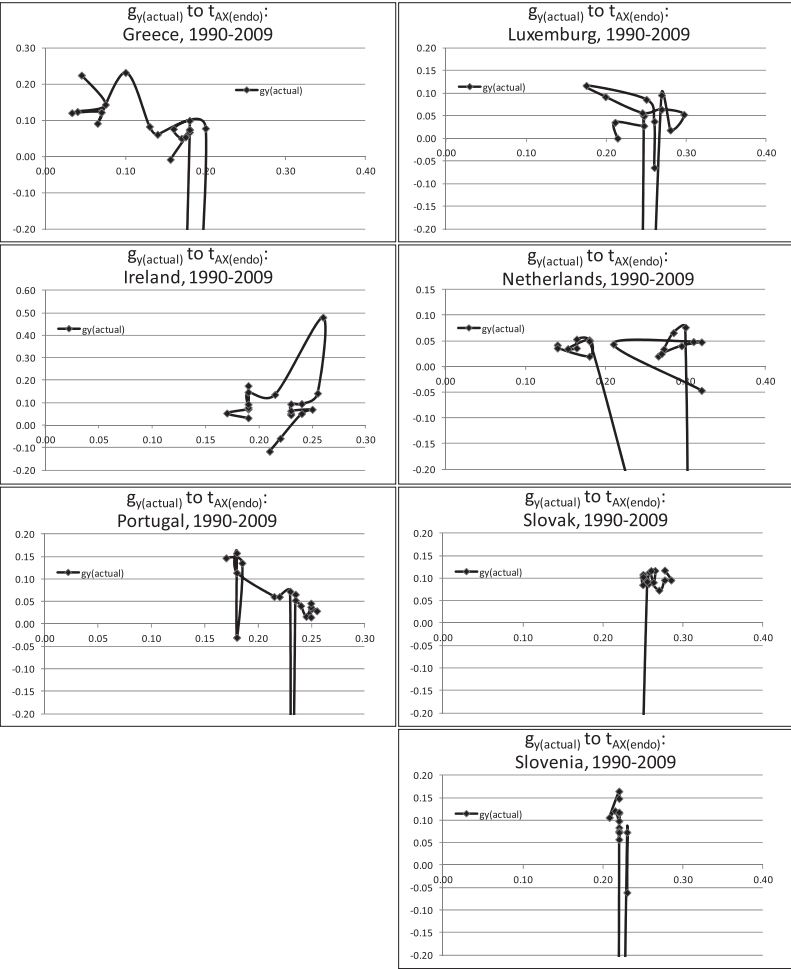 gy(actual) to tAX(endo):
Greece, 1990-2009
0.30
0.20
0.10
0.00
-0.10
-0.20
0.00 0.10 0.20 0.30 0.40
gy(actual)
gy(actual) to tAX(endo):
Luxemburg, 1990-2009
0.20
0.15
0.10
0.05
0.00
-0.05
-0.10
-0.15
-0.20
0.00 0.10 0.20 0.30 0.40
gy(actual)
gy(actual) to tAX(endo):
Ireland, 1990-2009
0.60
0.50
0.40
0.30
0.20
0.10
0.00
-0.10
-0.20
0.00 0.05 0.10 0.15 0.20 0.25 0.30
gy(actual)
gy(actual) to tAX(endo):
Netherlands, 1990-2009
0.15
0.10
0.05
0.00
-0.05
-0.10
-0.15
-0.20
0.00 0.10 0.20 0.30 0.40
gy(actual)
gy(actual) to tAX(endo):
Portugal, 1990-2009
0.20
0.15
0.10
0.05
0.00
-0.05
-0.10
-0.15
-0.20
0.00 0.05 0.10 0.15 0.20 0.25 0.30
gy(actual)
gy(actual) to tAX(endo):
Slovak, 1990-2009
0.20
0.15
0.10
0.05
0.00
-0.05
-0.10
-0.15
-0.20
0.00 0.10 0.20 0.30 0.40
gy(actual)
gy(actual) to tAX(endo):
Slovenia, 1990-2009
0.20
0.15
0.10
0.05
0.00
-0.05
-0.10
-0.15
-0.20
0.00 0.10 0.20 0.30 0.40
gy(actual)